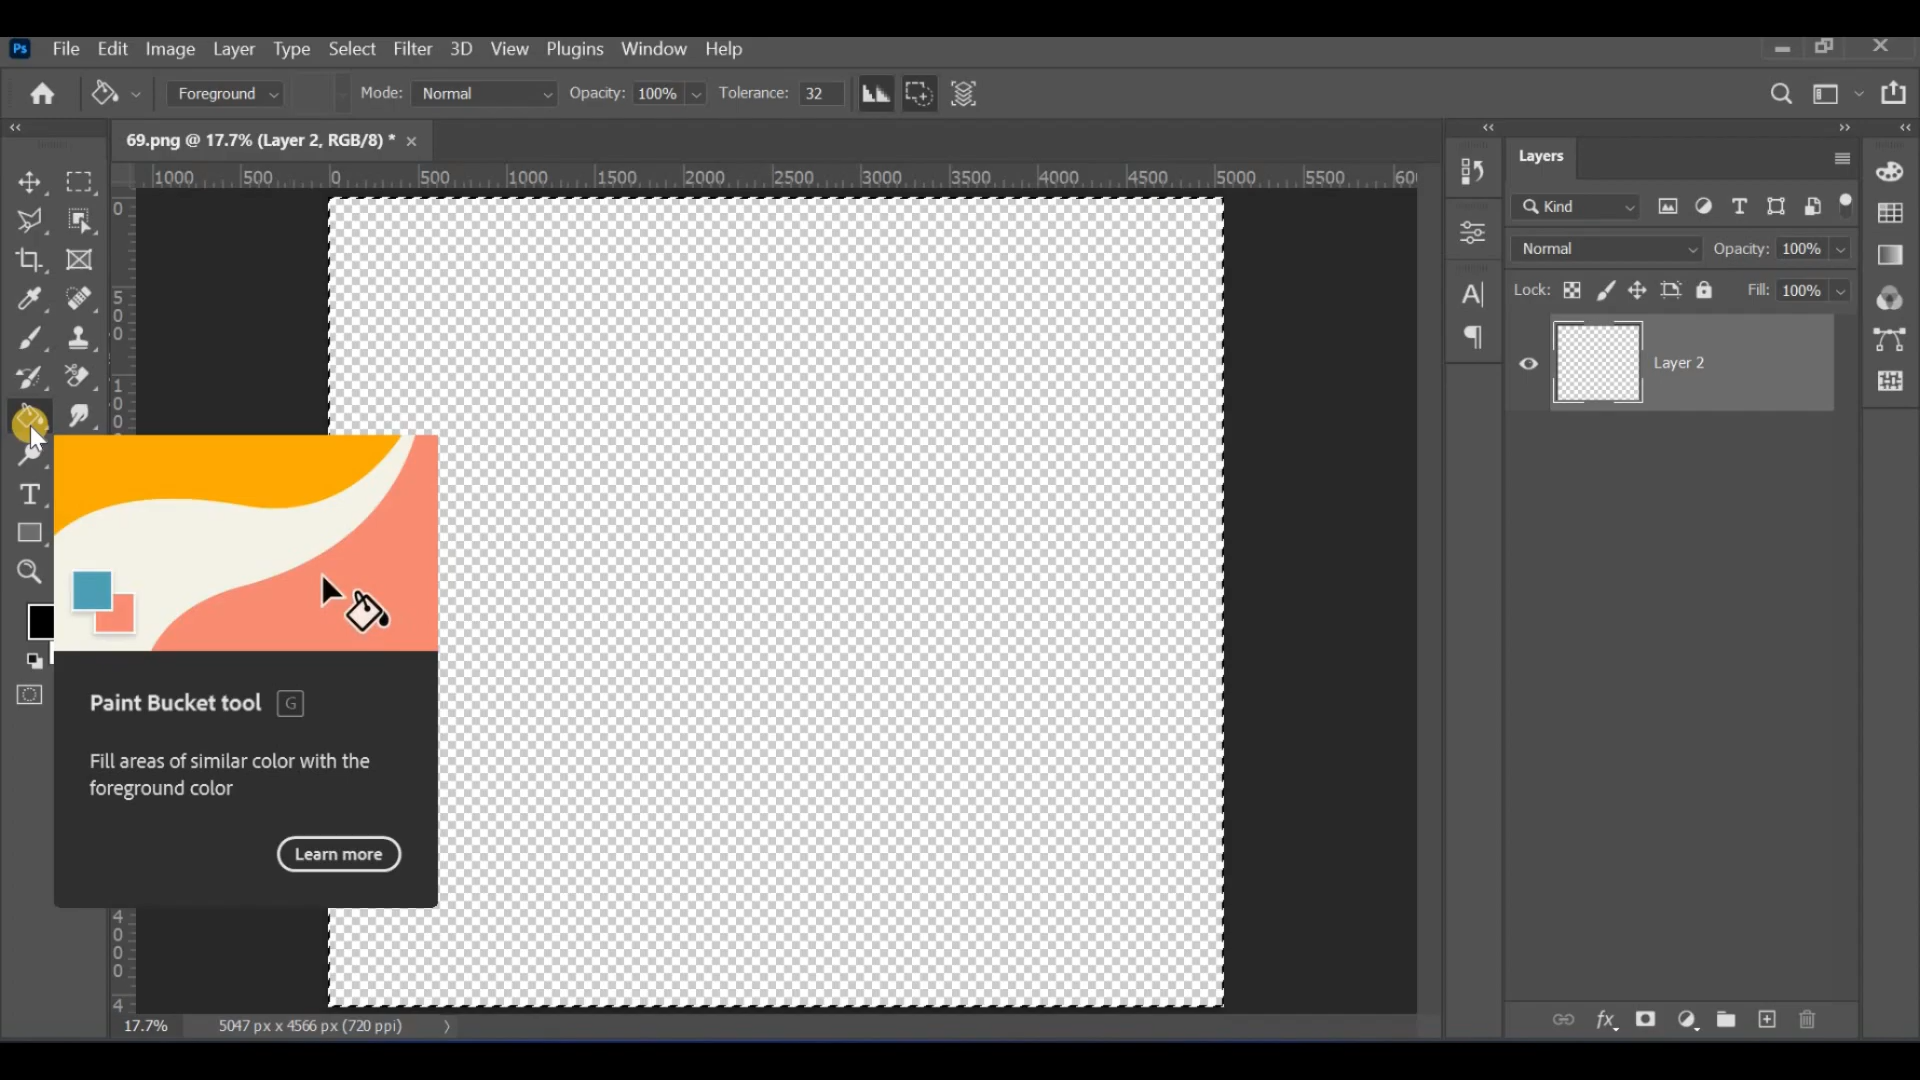 Ps File Edit Image Layer Type Select Filter 3D View Plugins Window Help
Foreground Mode: Normal Opacity: 100% Tolerance: 32
69.png @ 17.7% (Layer 2, RGB/8) *
1000 500 0 500 1000 1500 2000 2500 3000 3500 4000 4500 5000 5500
0
5
0
0
1
0
0
Layers
Kind
Normal Opacity: 100%
Lock: Fill: 100%
Layer 2
Paint Bucket tool G
Fill areas of similar color with the
foreground color
Learn more
4
0
0
0
4
17.7% 5047 px x 4566 px (720 ppi)